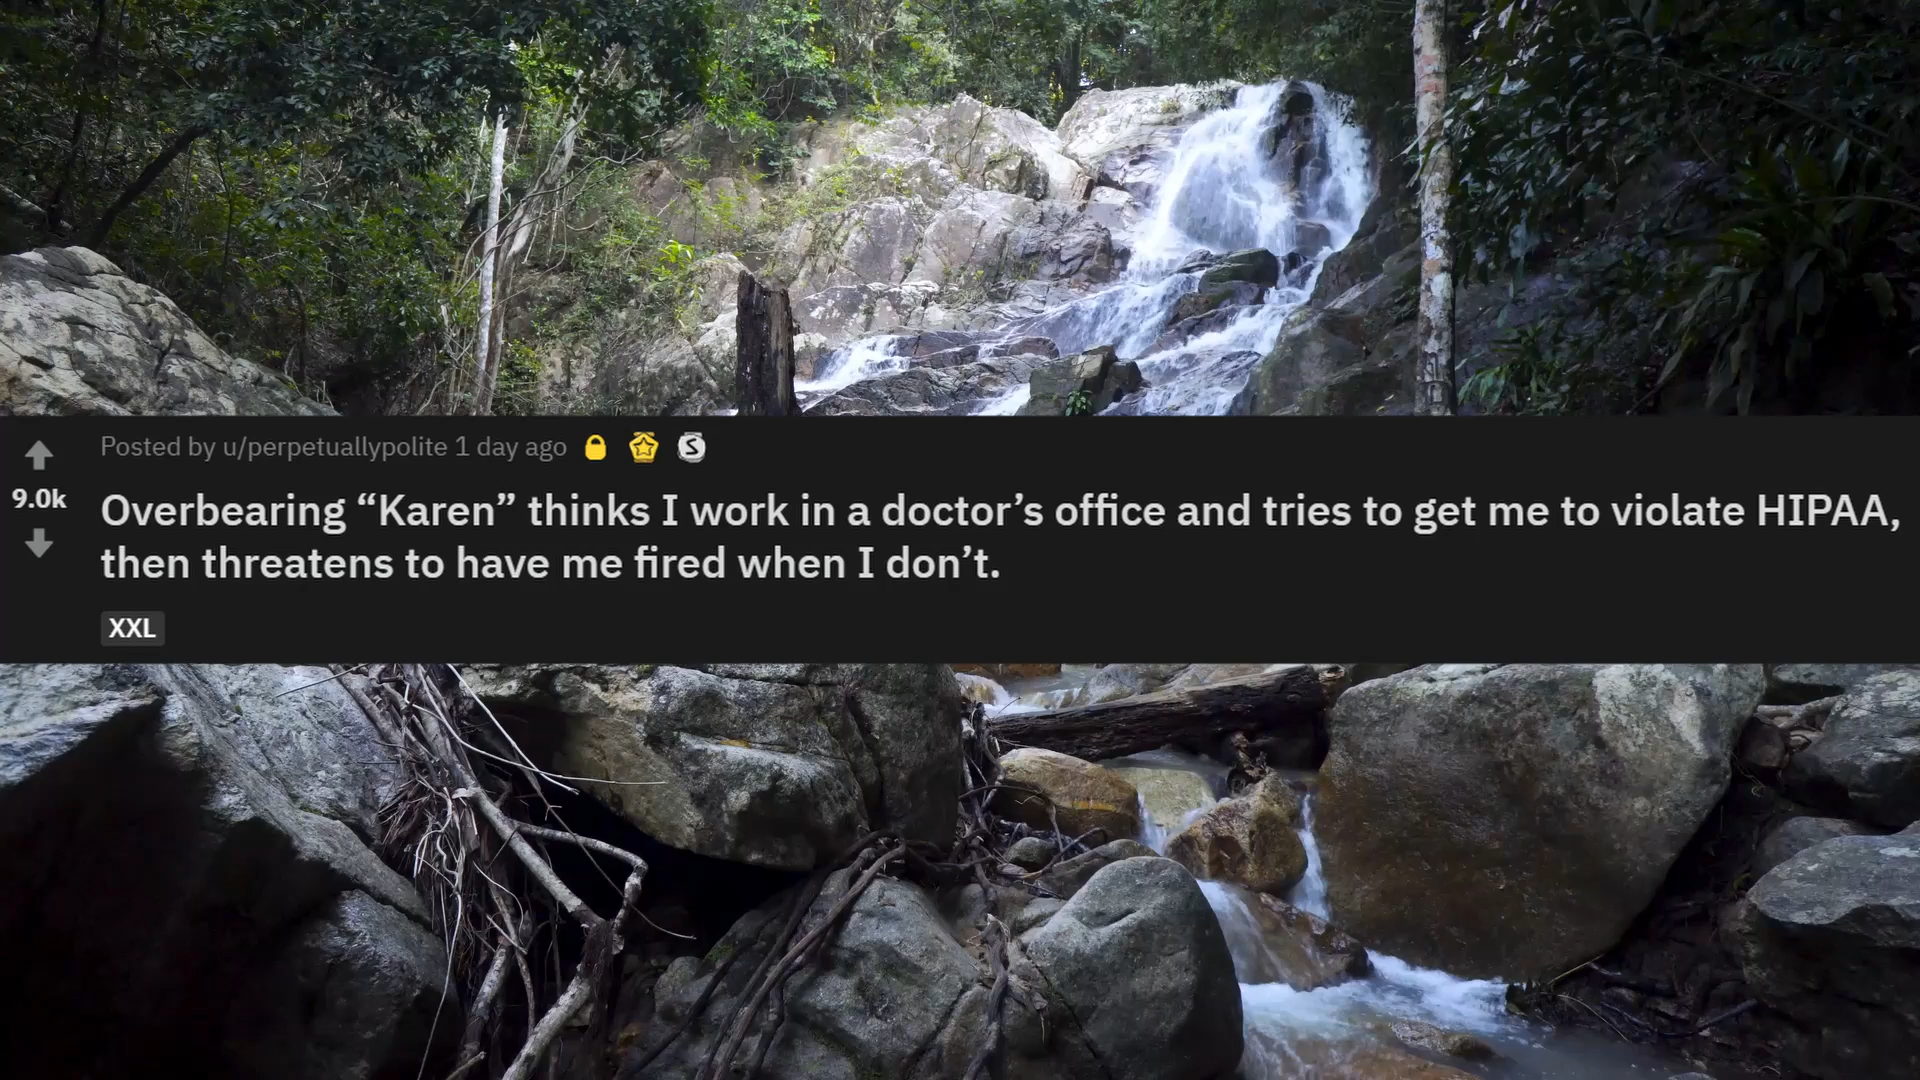 Posted by u/perpetuallypolite 1 day ago
9.0k
Overbearing “Karen” thinks I work in a doctor’s office and tries to get me to violate HIPAA,
then threatens to have me fired when I don’t.
XXL